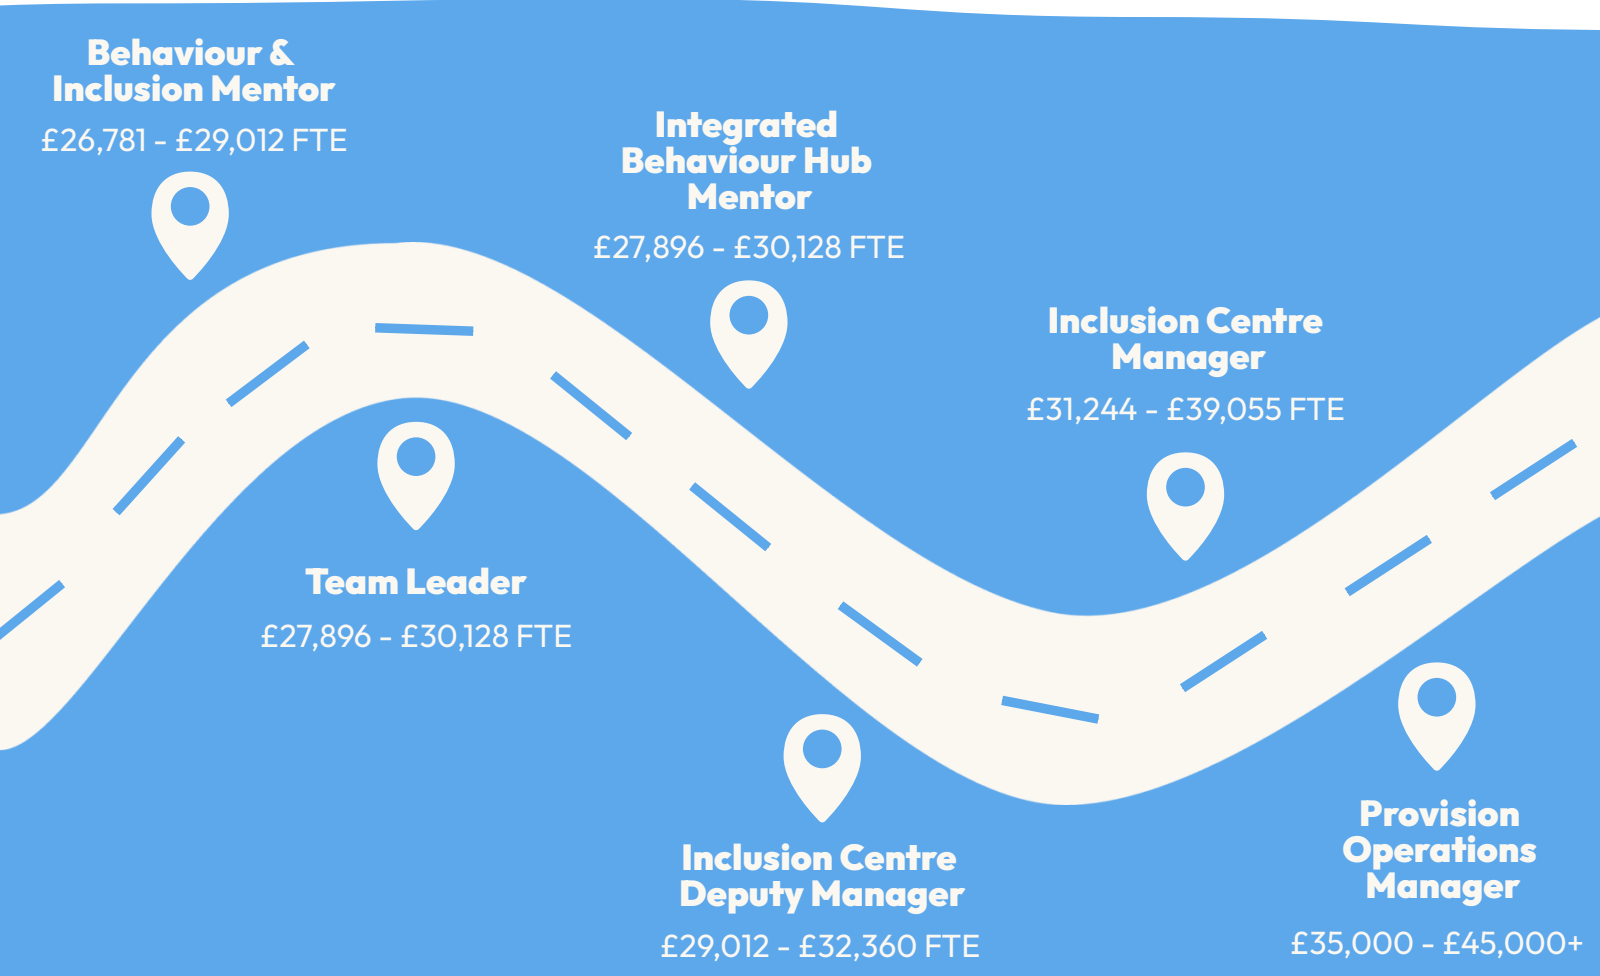 Behaviour &
Inclusion Mentor
£26,781 - £29,012 FTE
Integrated
Behaviour Hub
Mentor
£27,896 - £30,128 FTE
Inclusion Centre
Manager
£31,244 - £39,055 FTE
Team Leader
£27,896 - £30,128 FTE
Inclusion Centre
Deputy Manager
£29,012 - £32,360 FTE
Provision
Operations
Manager
£35,000 - £45,000+